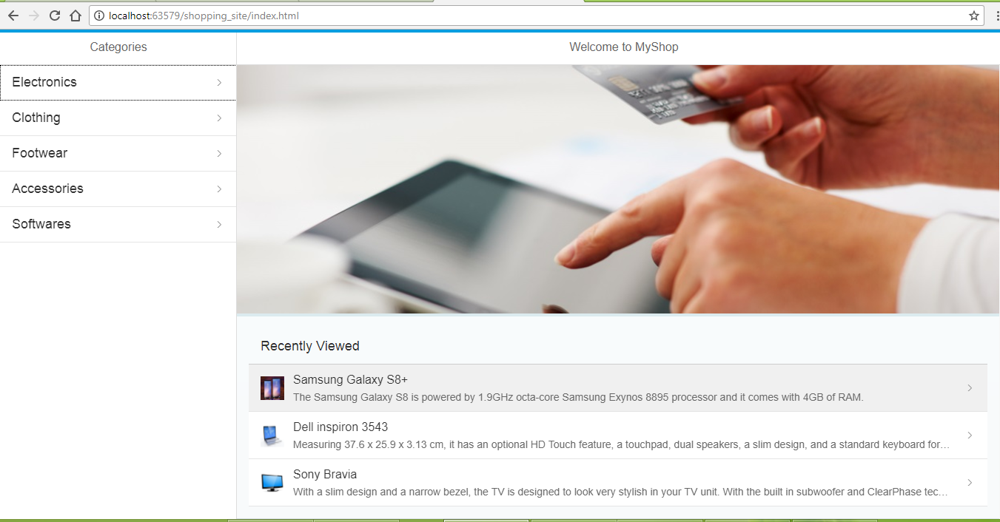 localhost:63579/shopping_site/index.html
Categories
Welcome to MyShop
Electronics
Clothing
Footwear
Accessories
Softwares
Recently Viewed
Samsung Galaxy S8+
The Samsung Galaxy S8 is powered by 1.9GHz octa-core Samsung Exynos 8895 processor and it comes with 4GB of RAM.
Dell inspiron 3543
Measuring 37.6 x 25.9 x 3.13 cm, it has an optional HD Touch feature, a touchpad, dual speakers, a slim design, and a standard keyboard for…
Sony Bravia
With a slim design and a narrow bezel, the TV is designed to look very stylish in your TV unit. With the built in subwoofer and ClearPhase tec…